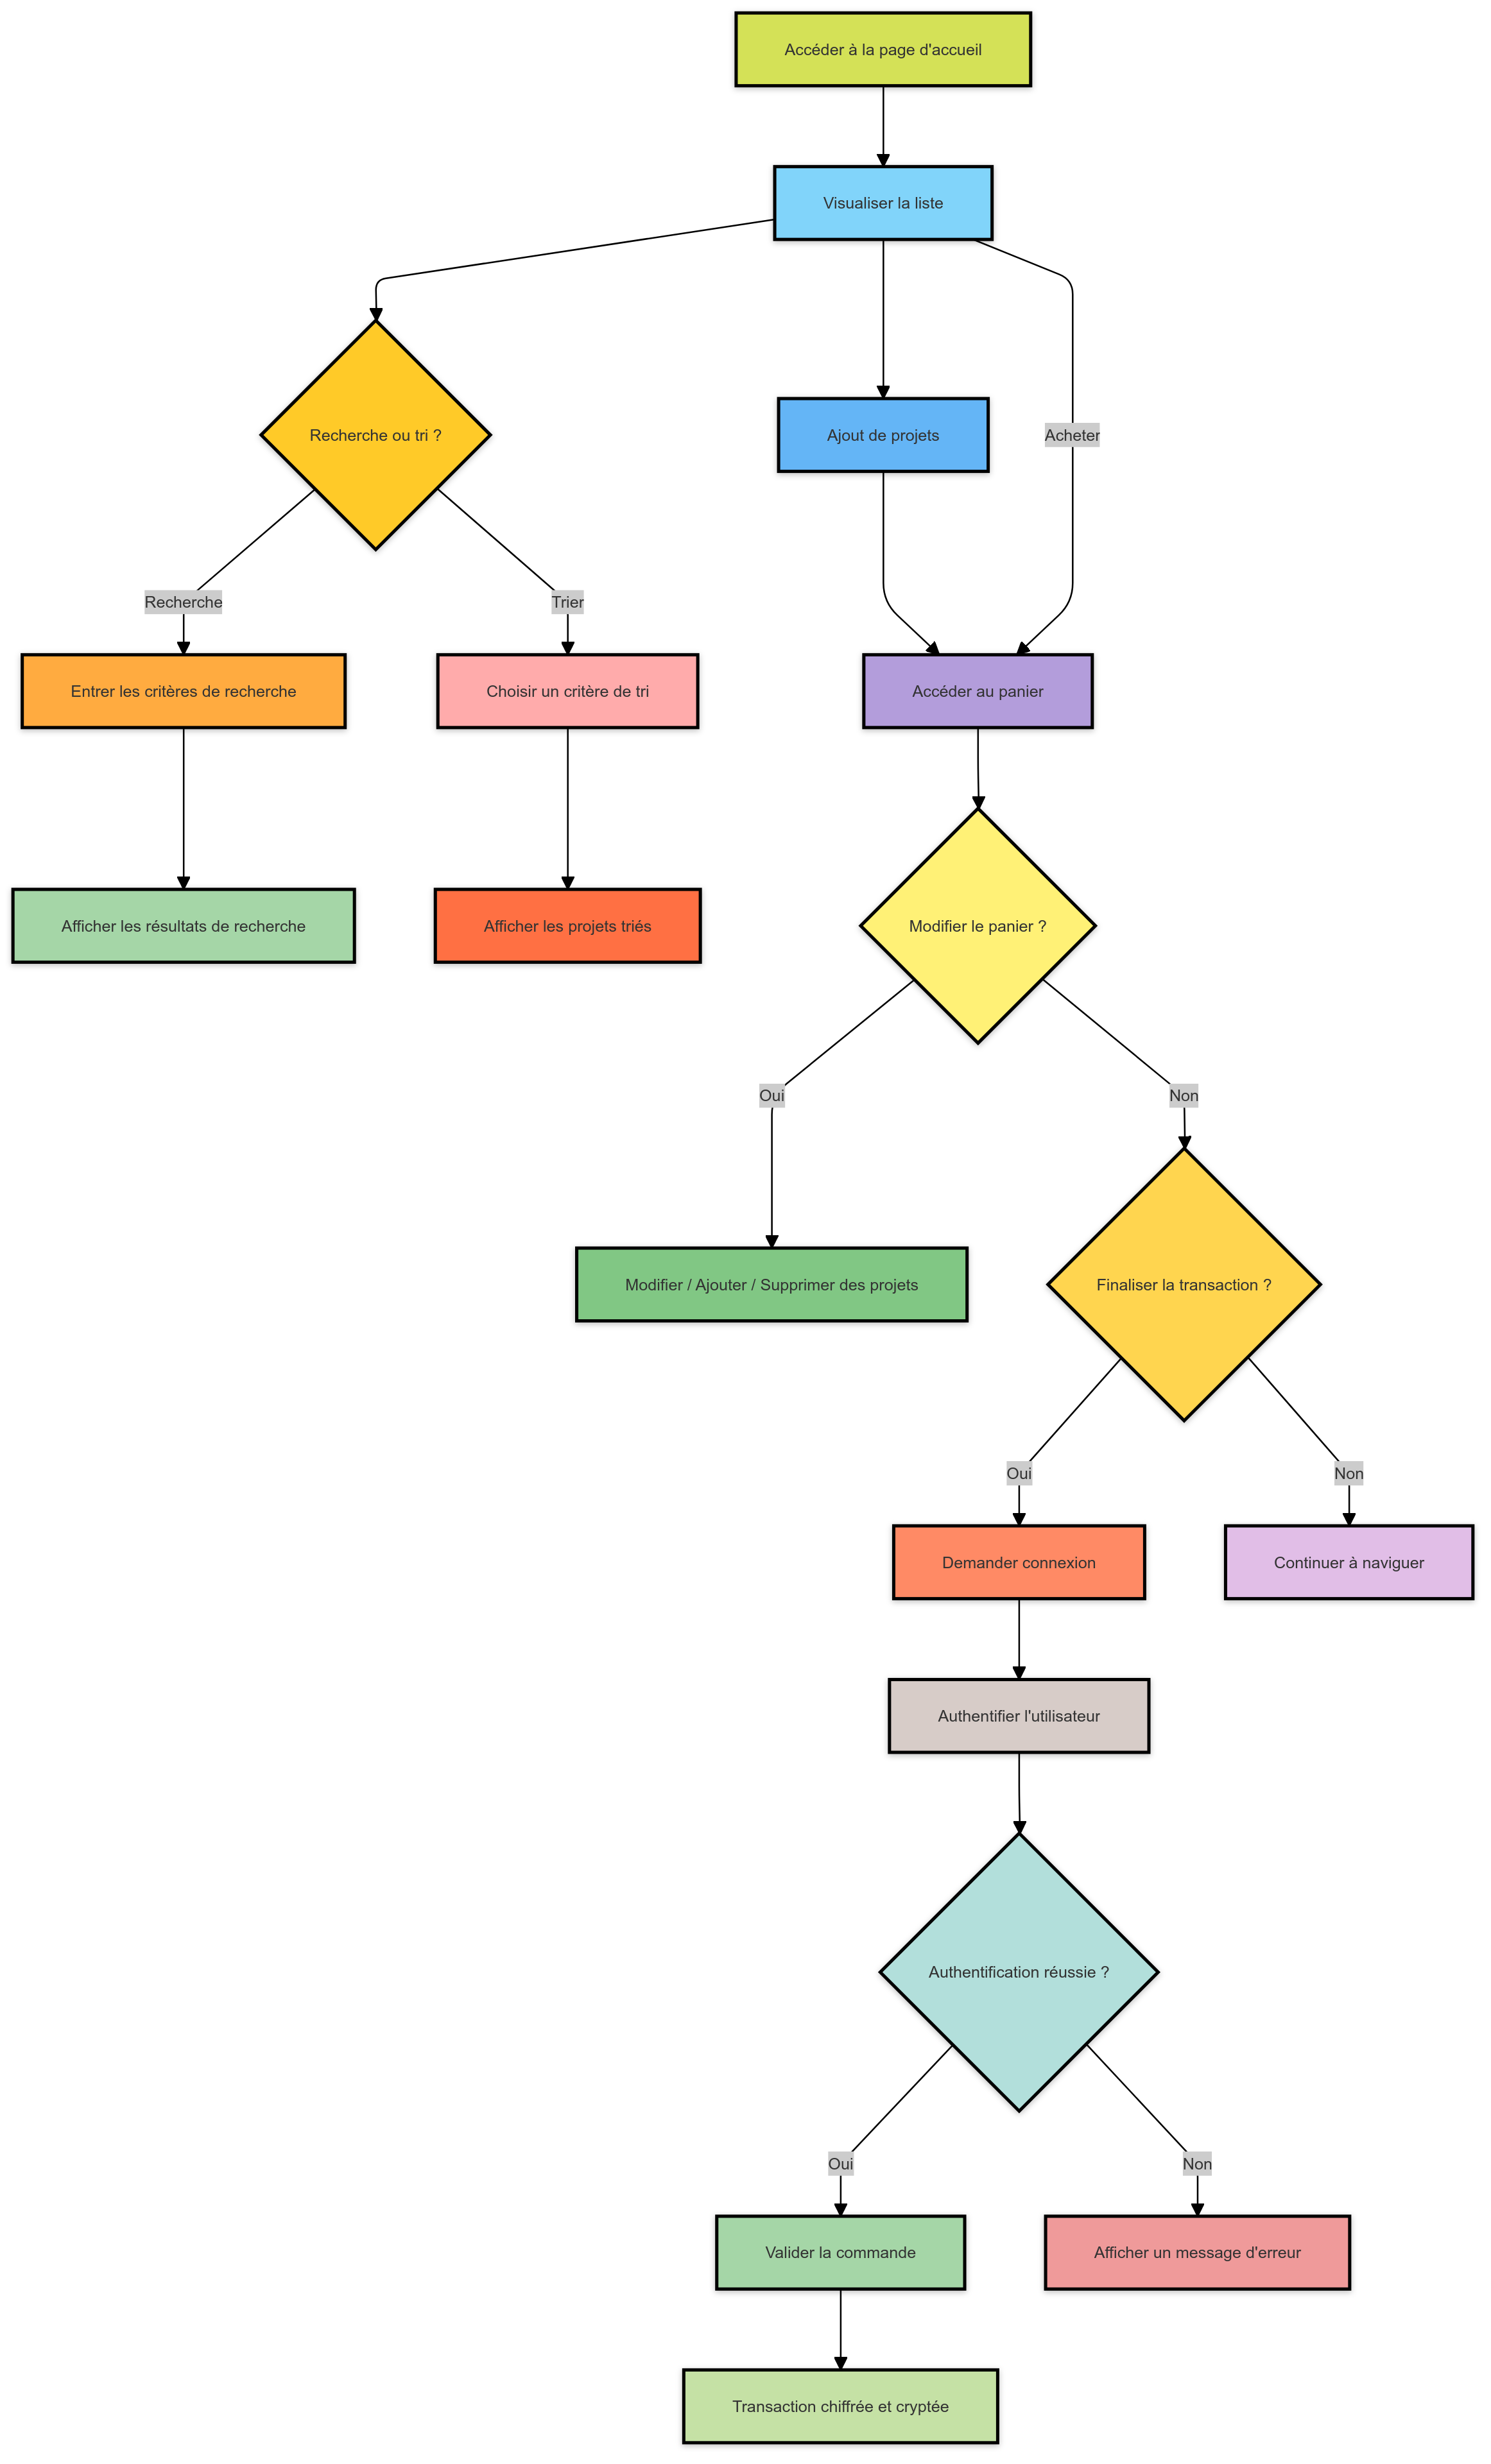 Accéder à la page d'accueil
Visualiser la liste
Recherche ou tri ?
Ajout de projets
Acheter
Recherche
Trier
Entrer les critères de recherche
Choisir un critère de tri
Accéder au panier
Afficher les résultats de recherche
Afficher les projets triés
Modifier le panier ?
Oui
Non
Modifier / Ajouter / Supprimer des projets
Finaliser la transaction ?
Oui
Non
Demander connexion
Continuer à naviguer
Authentifier l'utilisateur
Authentification réussie ?
Oui
Non
Valider la commande
Afficher un message d'erreur
Transaction chiffrée et cryptée